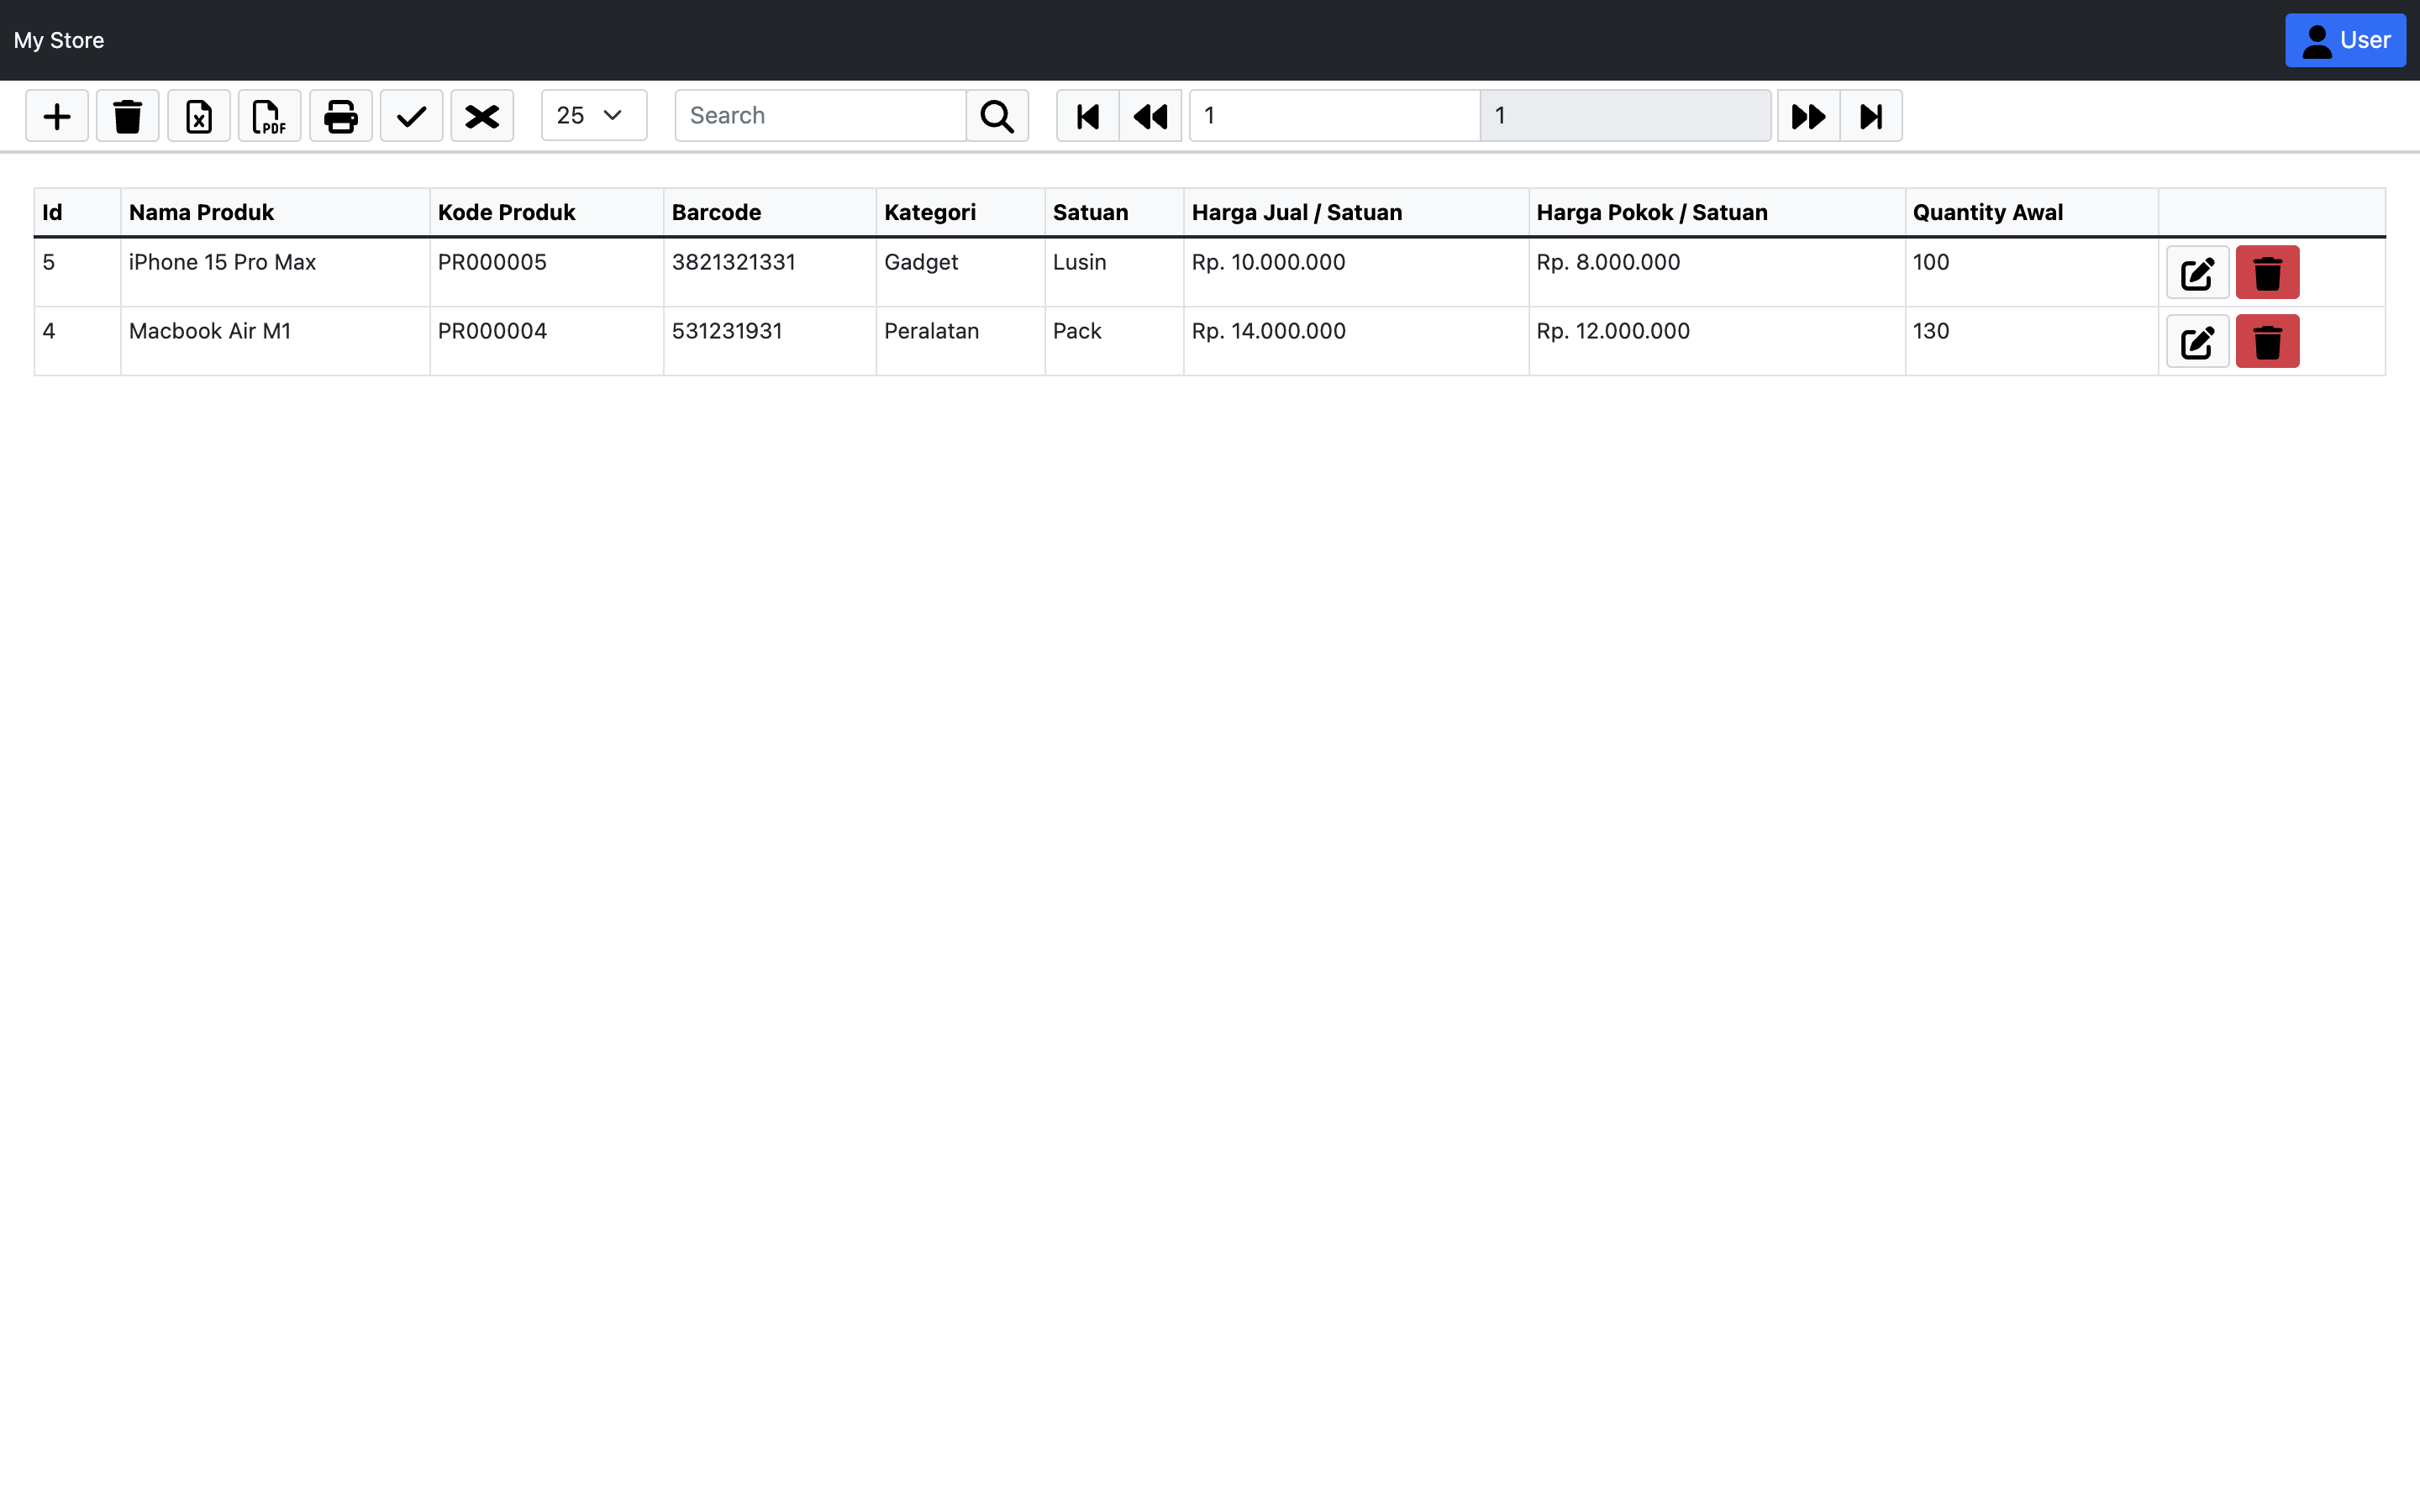 My Store
User
PDF
25
Search
1
1
Id Nama Produk Kode Produk Barcode Kategori Satuan Harga Jual / Satuan Harga Pokok / Satuan Quantity Awal
5 iPhone 15 Pro Max PR000005 3821321331 Gadget Lusin Rp. 10.000.000 Rp. 8.000.000 100
4 Macbook Air M1 PR000004 531231931 Peralatan Pack Rp. 14.000.000 Rp. 12.000.000 130